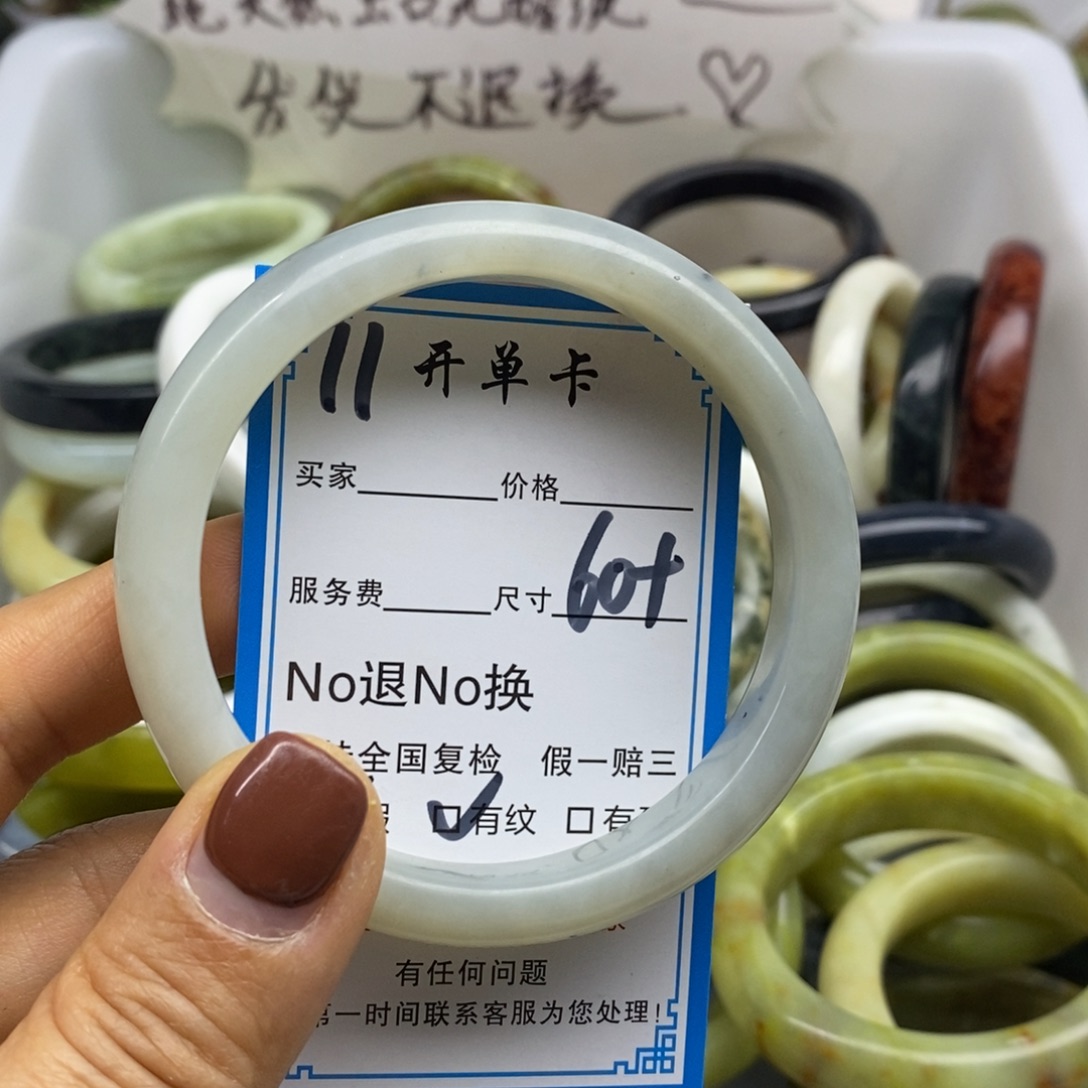 不退换
11 开单卡
买家 价格
服务费 尺寸 60+
No退No换
全国复检 假一赔三
有纹 有
有任何问题
第一时间联系客服为您处理!